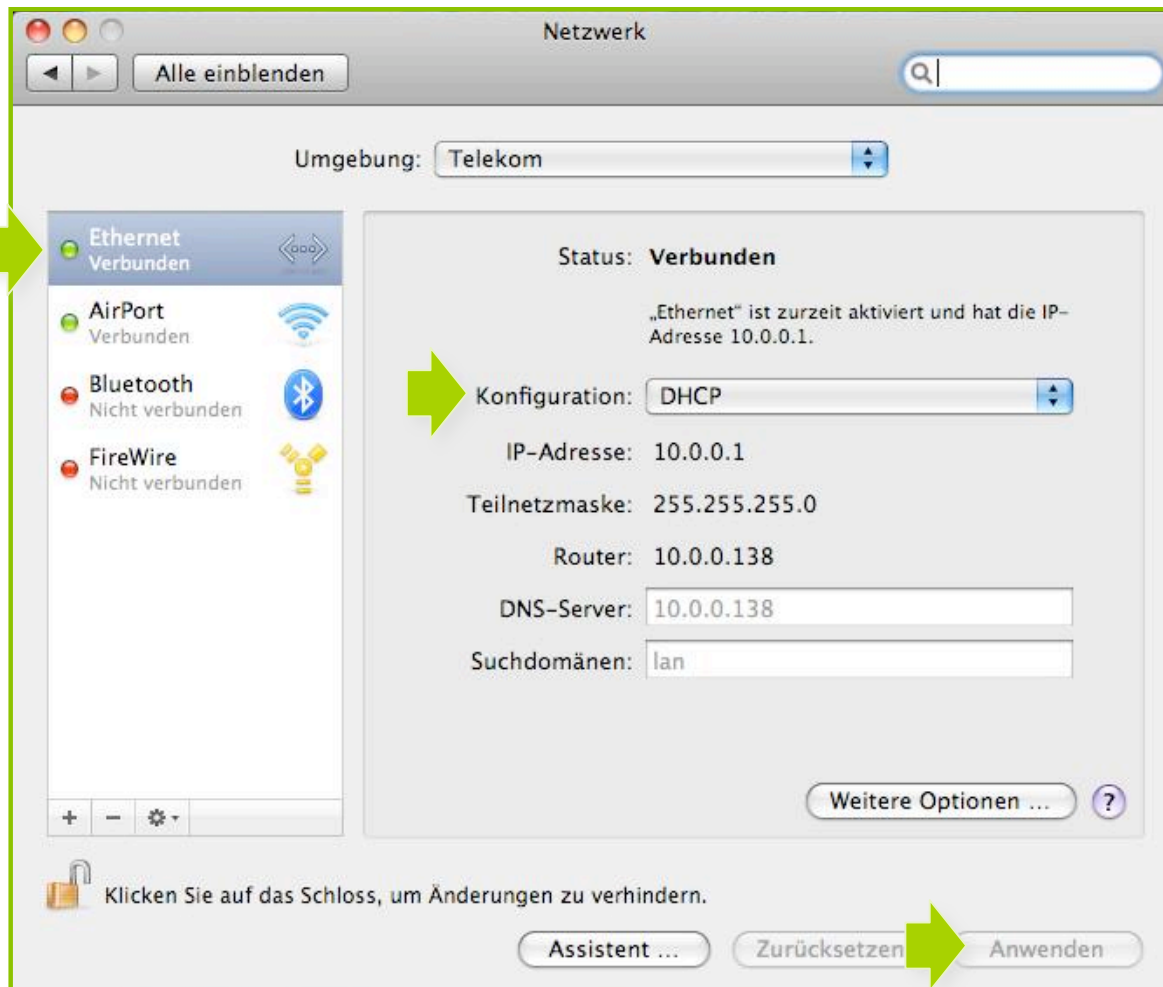 Netzwerk
Alle einblenden
Umgebung: Telekom
Ethernet
Verbunden
AirPort
Verbunden
Bluetooth
Nicht verbunden
FireWire
Nicht verbunden
Status: Verbunden
„Ethernet“ ist zurzeit aktiviert und hat die IP-
Adresse 10.0.0.1.
Konfiguration: DHCP
IP-Adresse: 10.0.0.1
Teilnetzmaske: 255.255.255.0
Router: 10.0.0.138
DNS-Server: 10.0.0.138
Suchdomänen: lan
Weitere Optionen ... ?
Klicken Sie auf das Schloss, um Änderungen zu verhindern.
Assistent ... Zurücksetzen Anwenden